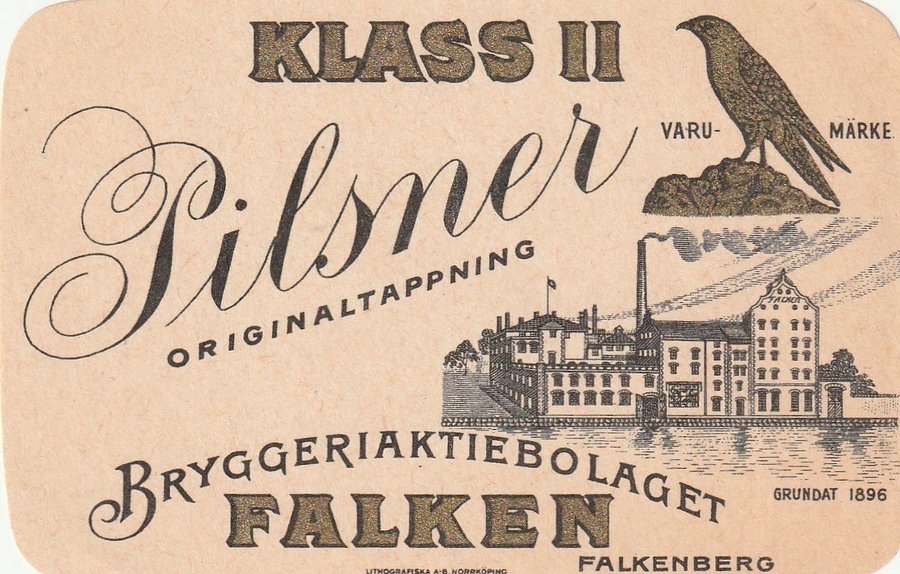 KLASS II
VARU- MÄRKE
Pilsner
ORIGINALTAPPNING
FALKEN
BRYGGERIAKTIEBOLAGET
GRUNDAT 1896
FALKEN
FALKENBERG
LITHOGRAFISKA A-B. NORRKÖPING